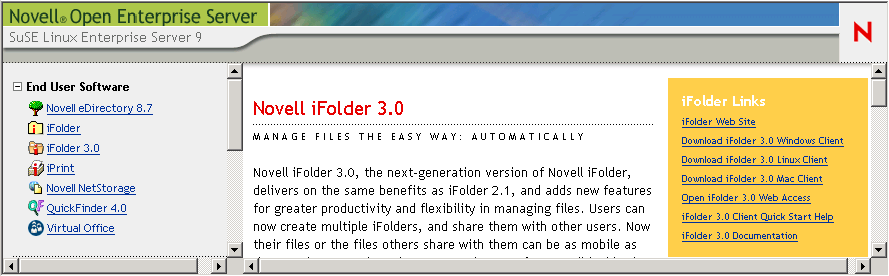 Novell® Open Enterprise Server
SuSE Linux Enterprise Server 9
N
End User Software
Novell eDirectory 8.7
iFolder
iFolder 3.0
iPrint
Novell NetStorage
QuickFinder 4.0
Virtual Office
Novell iFolder 3.0
MANAGE FILES THE EASY WAY: AUTOMATICALLY
Novell iFolder 3.0, the next-generation version of Novell iFolder,
delivers on the same benefits as iFolder 2.1, and adds new features
for greater productivity and flexibility in managing files. Users can
now create multiple iFolders, and share them with other users. Now
their files or the files others share with them can be as mobile as
iFolder Links
iFolder Web Site
Download iFolder 3.0 Windows Client
Download iFolder 3.0 Linux Client
Download iFolder 3.0 Mac Client
Open iFolder 3.0 Web Access
iFolder 3.0 Client Quick Start Help
iFolder 3.0 Documentation